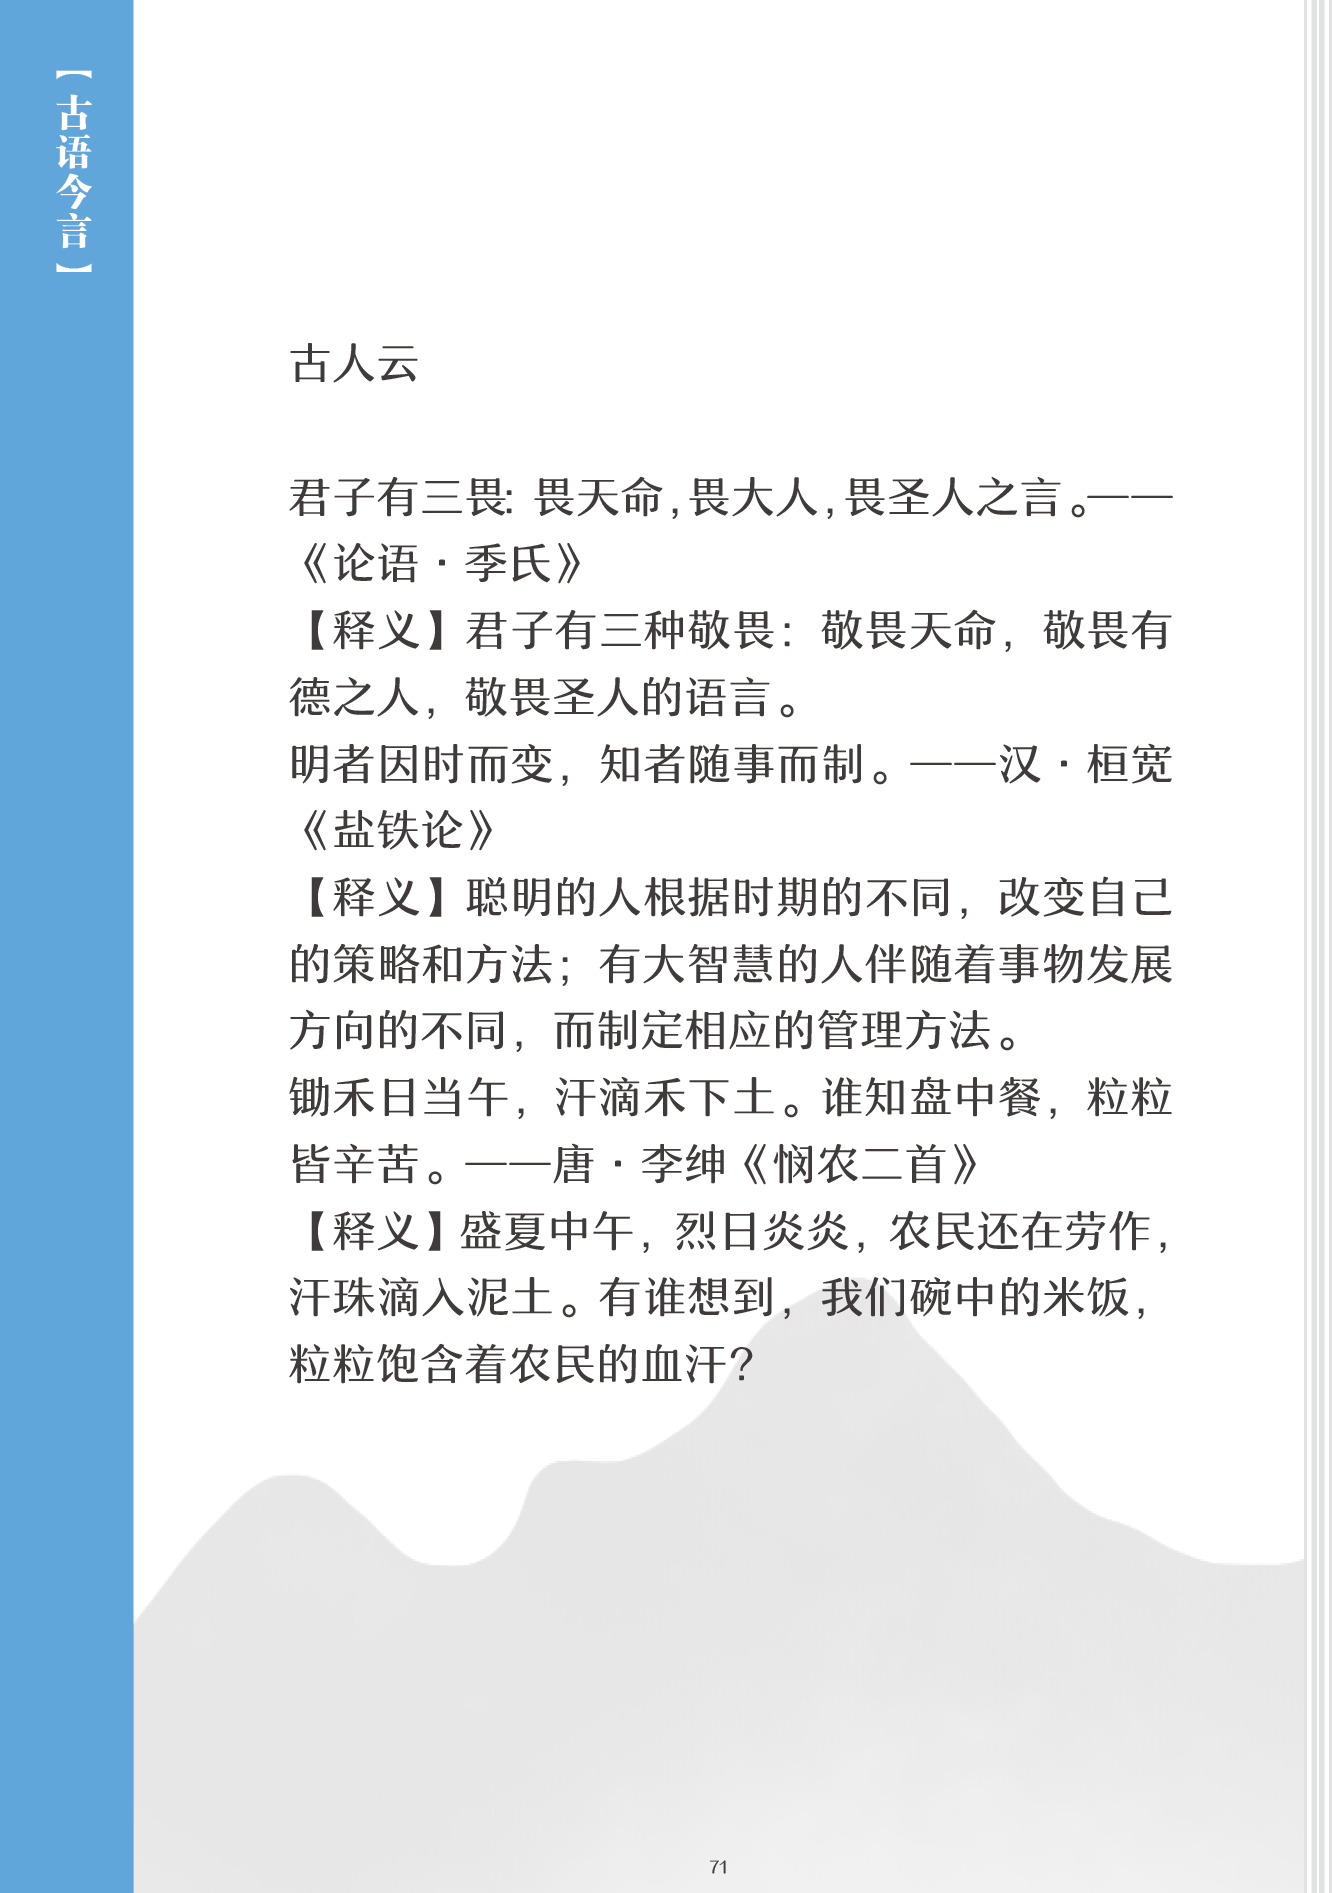 【古语今言】
古人云
君子有三畏：畏天命，畏大人，畏圣人之言。——
《论语·季氏》
【释义】君子有三种敬畏：敬畏天命，敬畏有
德之人，敬畏圣人的语言。
明者因时而变，知者随事而制。——汉·桓宽
《盐铁论》
【释义】聪明的人根据时期的不同，改变自己
的策略和方法；有大智慧的人伴随着事物发展
方向的不同，而制定相应的管理方法。
锄禾日当午，汗滴禾下土。谁知盘中餐，粒粒
皆辛苦。——唐·李绅《悯农二首》
【释义】盛夏中午，烈日炎炎，农民还在劳作，
汗珠滴入泥土。有谁想到，我们碗中的米饭，
粒粒饱含着农民的血汗？
71